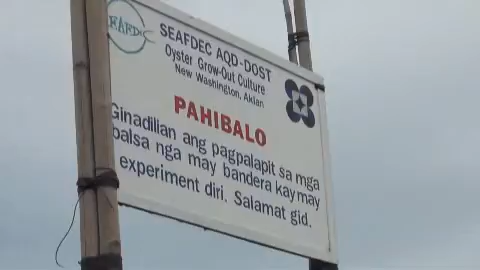 SEAFDEC
SEAFDEC AQD-DOST
Oyster Grow-Out Culture
New Washington, Aklan
PAHIBALO
Ginadilian ang pagpalapit sa mga
balsa nga may bandera kay may
experiment diri. Salamat gid.